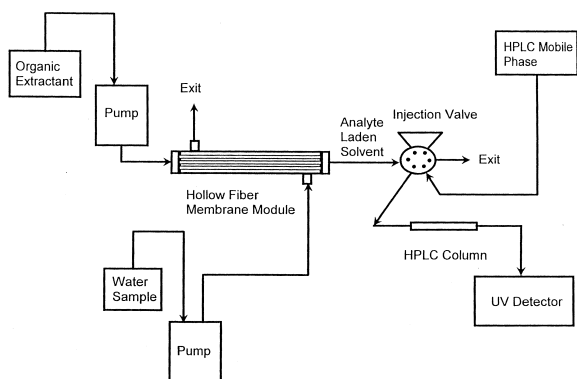 Organic
Extractant
Pump
Exit
Hollow Fiber
Membrane Module
Water
Sample
Pump
Analyte
Laden
Solvent
Injection Valve
Exit
HPLC Mobile
Phase
HPLC Column
UV Detector